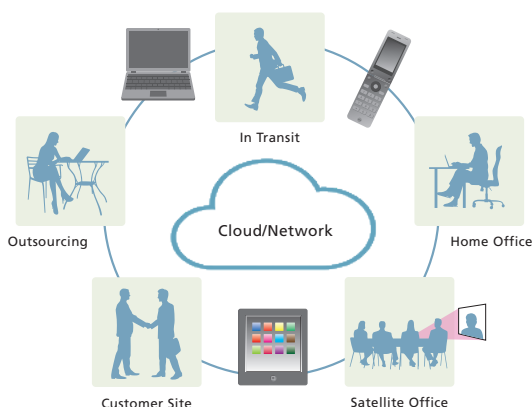 In Transit
Cloud/Network
Outsourcing
Home Office
Customer Site
Satellite Office